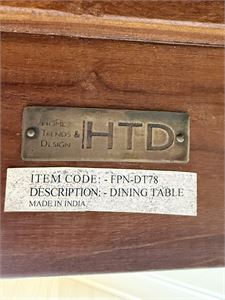 HOME
TRENDS &
DESIGN
HTD
ITEM CODE: - FPN-DT78
DESCRIPTION: - DINING TABLE
MADE IN INDIA.